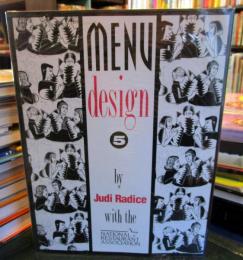 MENU
design
5
by
Judi Radice
with the
NATIONAL
RESTAURANT
ASSOCIATION